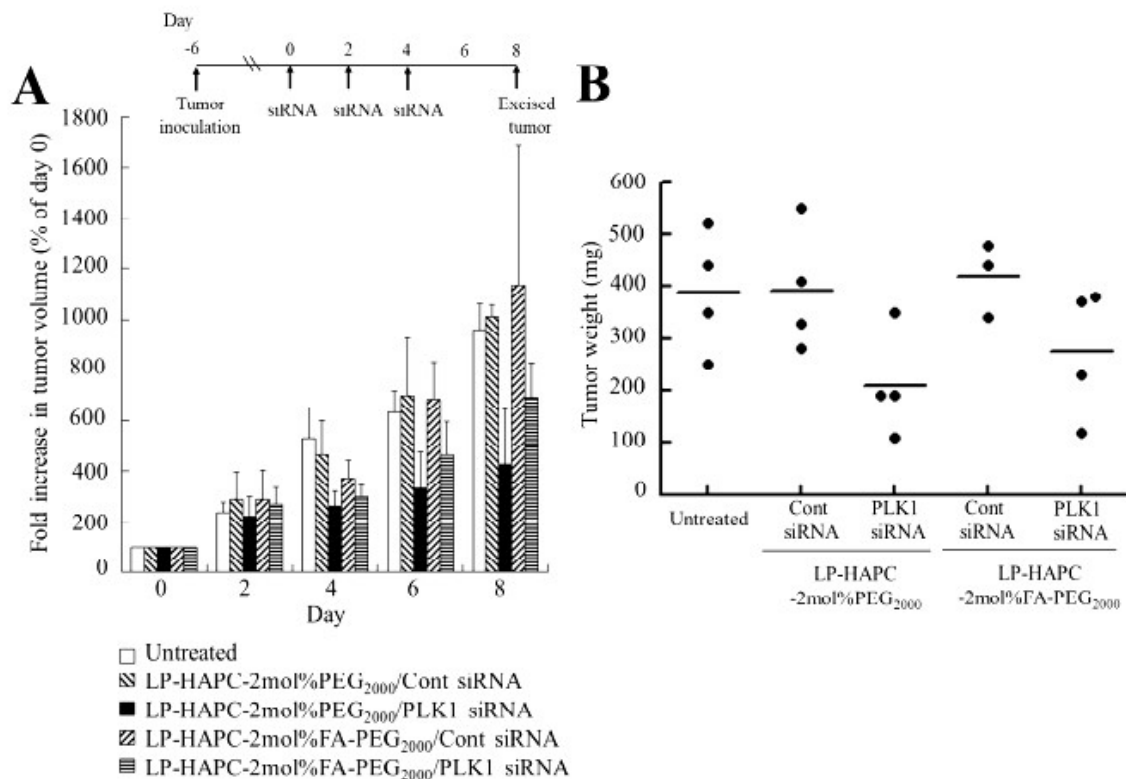 Day
-6 0 2 4 6 8
Tumor
inoculation
siRNA siRNA siRNA
Excised
tumor
A
Fold increase in tumor volume (% of day 0)
1800
1600
1400
1200
1000
800
600
400
200
0
0 2 4 6 8
Day
Untreated
LP-HAPC-2mol%PEG2000/Cont siRNA
LP-HAPC-2mol%PEG2000/PLK1 siRNA
LP-HAPC-2mol%FA-PEG2000/Cont siRNA
LP-HAPC-2mol%FA-PEG2000/PLK1 siRNA
B
Tumor weight (mg)
600
500
400
300
200
100
0
Untreated
Cont
siRNA
PLK1
siRNA
Cont
siRNA
PLK1
siRNA
LP-HAPC
-2mol%PEG2000
LP-HAPC
-2mol%FA-PEG2000